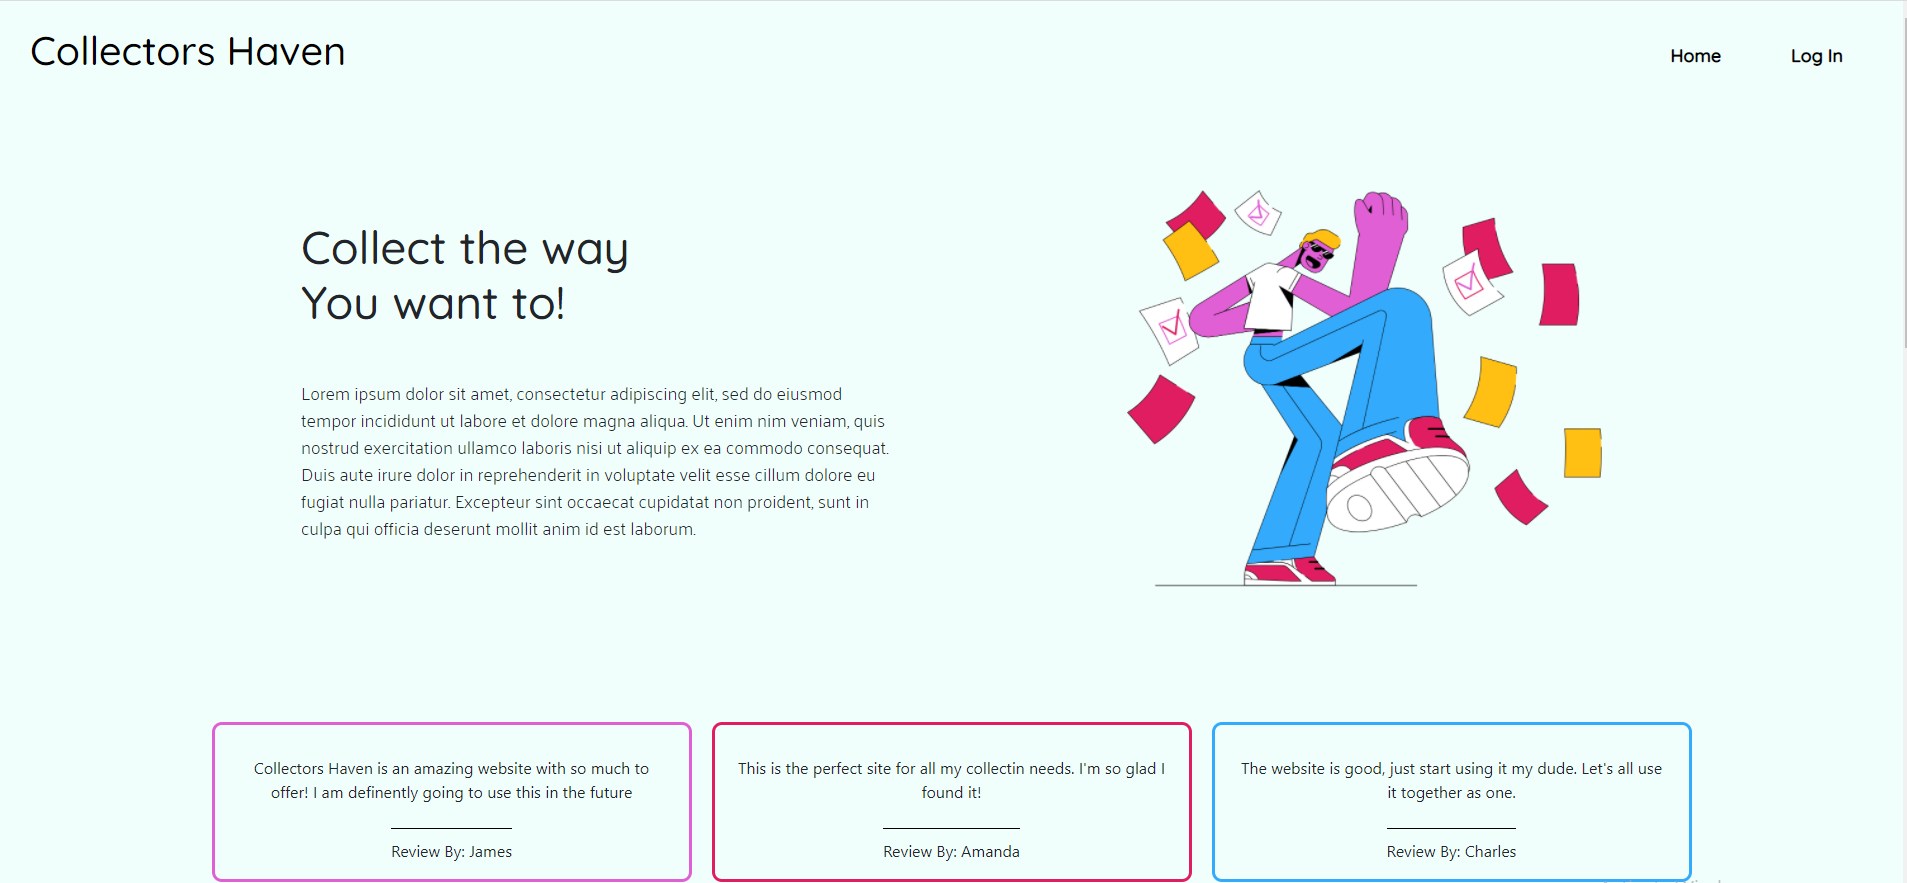 Collectors Haven
Home
Log In
Collect the way
You want to!
Lorem ipsum dolor sit amet, consectetur adipiscing elit, sed do eiusmod
tempor incididunt ut labore et dolore magna aliqua. Ut enim nim veniam, quis
nostrud exercitation ullamco laboris nisi ut aliquip ex ea commodo consequat.
Duis aute irure dolor in reprehenderit in voluptate velit esse cillum dolore eu
fugiat nulla pariatur. Excepteur sint occaecat cupidatat non proident, sunt in
culpa qui officia deserunt mollit anim id est laborum.
Collectors Haven is an amazing website with so much to
offer! I am definently going to use this in the future
Review By: James
This is the perfect site for all my collectin needs. I'm so glad I
found it!
Review By: Amanda
The website is good, just start using it my dude. Let's all use
it together as one.
Review By: Charles